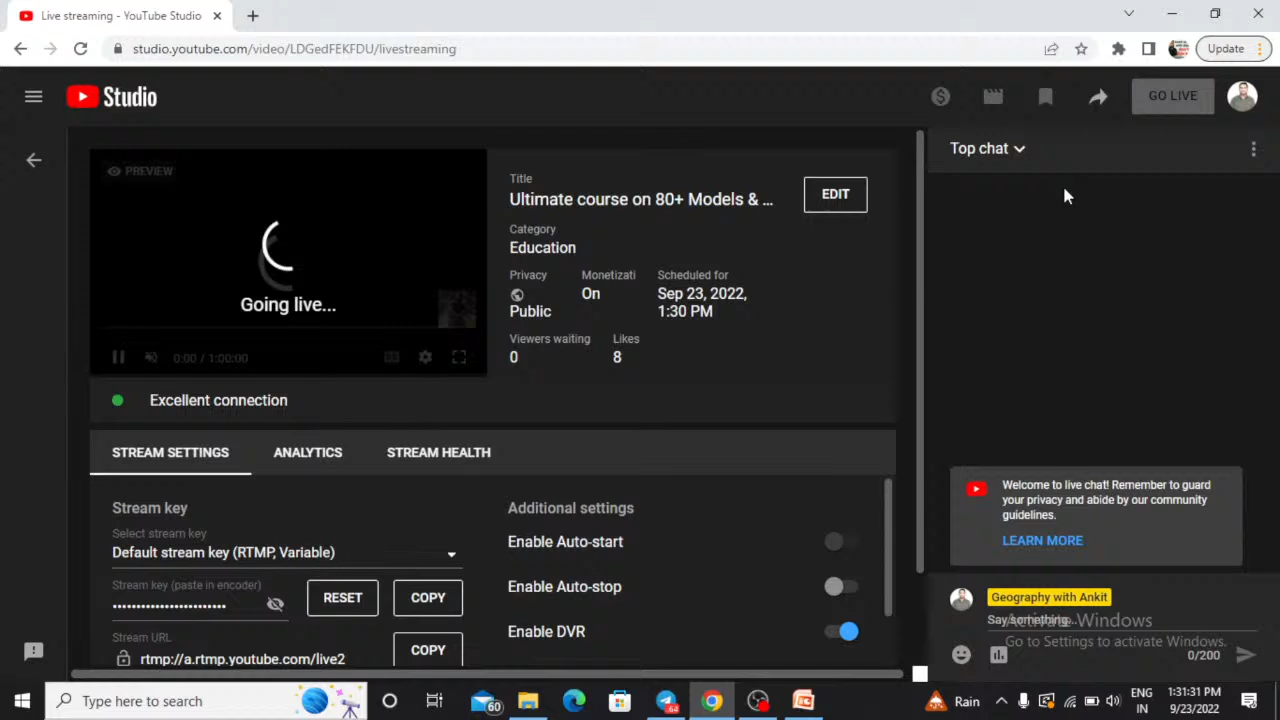 Live streaming - YouTube Studio
studio.youtube.com/video/LDGedFEKFDU/livestreaming
Update
Studio
GO LIVE
PREVIEW
Going live...
0:00 / 1:00:00
Title
Ultimate course on 80+ Models & ...
EDIT
Category
Education
Privacy
Monetizati
Scheduled for
Public
On
Sep 23, 2022,
1:30 PM
Viewers waiting
Likes
0
8
Excellent connection
STREAM SETTINGS
ANALYTICS
STREAM HEALTH
Stream key
Select stream key
Default stream key (RTMP, Variable)
Stream key (paste in encoder)
••••••••••••••••••••••••
RESET
COPY
Stream URL
rtmp://a.rtmp.youtube.com/live2
COPY
Additional settings
Enable Auto-start
Enable Auto-stop
Enable DVR
Top chat
Welcome to live chat! Remember to guard
your privacy and abide by our community
guidelines.
LEARN MORE
Geography with Ankit
Say something...
Activate Windows
Go to Settings to activate Windows.
0/200
Type here to search
60
64
Rain
ENG
IN
1:31:31 PM
9/23/2022